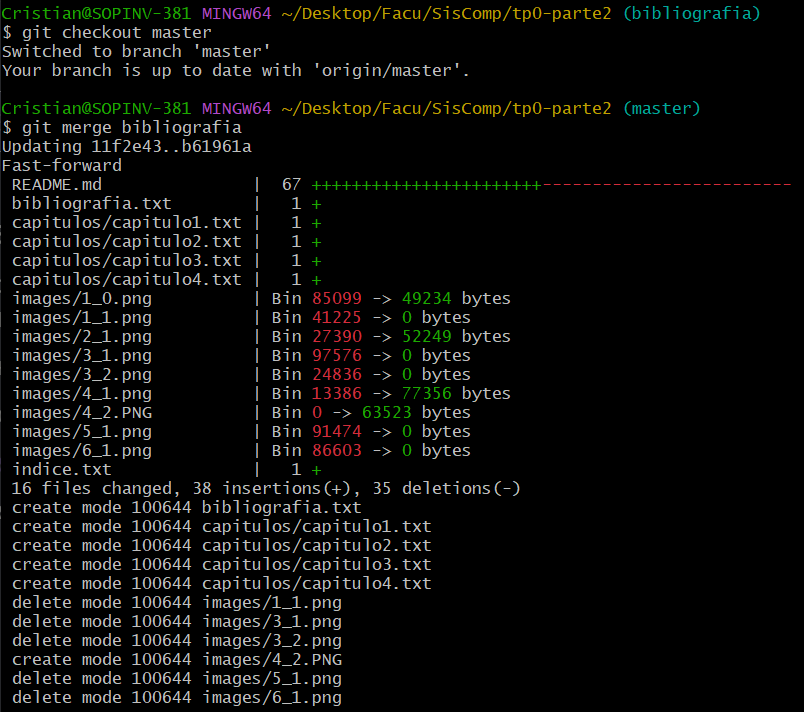 Cristian@SOPINV-381 MINGW64 ~/Desktop/Facu/SisComp/tp0-parte2 (bibliografia)
$ git checkout master
Switched to branch 'master'
Your branch is up to date with 'origin/master'.
Cristian@SOPINV-381 MINGW64 ~/Desktop/Facu/SisComp/tp0-parte2 (master)
$ git merge bibliografia
Updating 11f2e43..b61961a
Fast-forward
README.md | 67 +++++++++++++++++++++++-------------------------
bibliografia.txt | 1 +
capitulos/capitulo1.txt | 1 +
capitulos/capitulo2.txt | 1 +
capitulos/capitulo3.txt | 1 +
capitulos/capitulo4.txt | 1 +
images/1_0.png | Bin 85099 -> 49234 bytes
images/1_1.png | Bin 41225 -> 0 bytes
images/2_1.png | Bin 27390 -> 52249 bytes
images/3_1.png | Bin 97576 -> 0 bytes
images/3_2.png | Bin 24836 -> 0 bytes
images/4_1.png | Bin 13386 -> 77356 bytes
images/4_2.PNG | Bin 0 -> 63523 bytes
images/5_1.png | Bin 91474 -> 0 bytes
images/6_1.png | Bin 86603 -> 0 bytes
indice.txt | 1 +
16 files changed, 38 insertions(+), 35 deletions(-)
create mode 100644 bibliografia.txt
create mode 100644 capitulos/capitulo1.txt
create mode 100644 capitulos/capitulo2.txt
create mode 100644 capitulos/capitulo3.txt
create mode 100644 capitulos/capitulo4.txt
delete mode 100644 images/1_1.png
delete mode 100644 images/3_1.png
delete mode 100644 images/3_2.png
create mode 100644 images/4_2.PNG
delete mode 100644 images/5_1.png
delete mode 100644 images/6_1.png